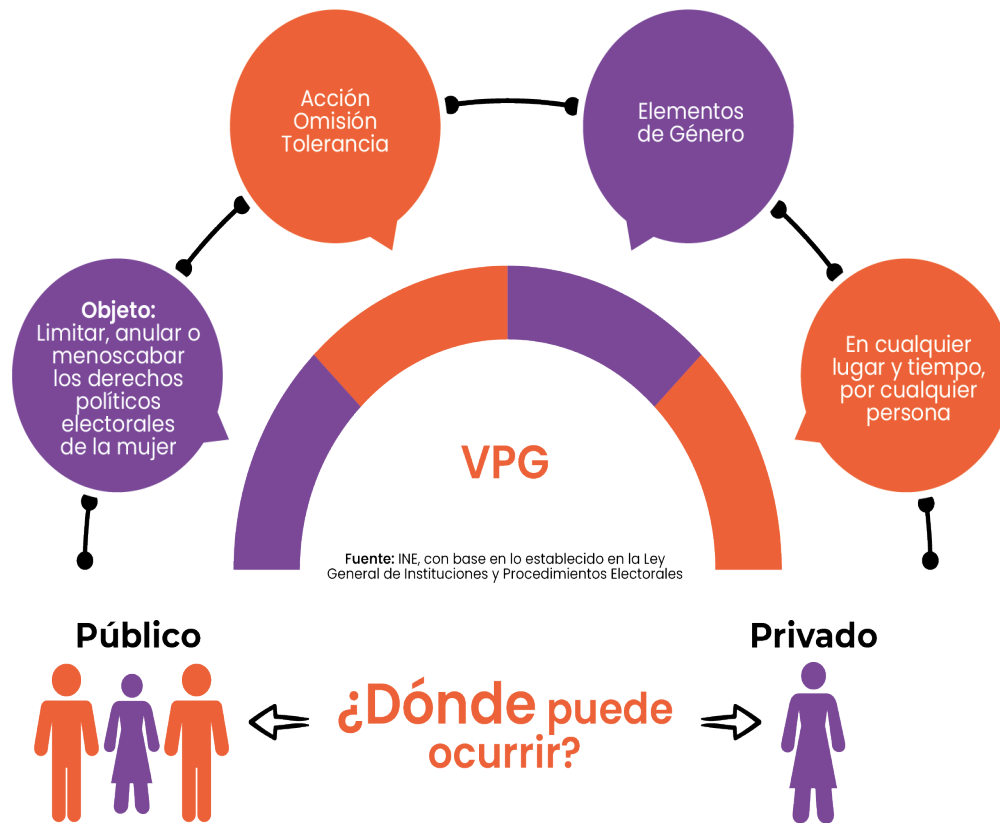 Acción
Omisión
Tolerancia
Elementos
de Género
Objeto:
Limitar, anular o
menoscabar
los derechos
políticos
electorales
de la mujer
En cualquier
lugar y tiempo,
por cualquier
persona
VPG
Fuente: INE, con base en lo establecido en la Ley
General de Instituciones y Procedimientos Electorales
Público
Privado
¿Dónde puede
ocurrir?